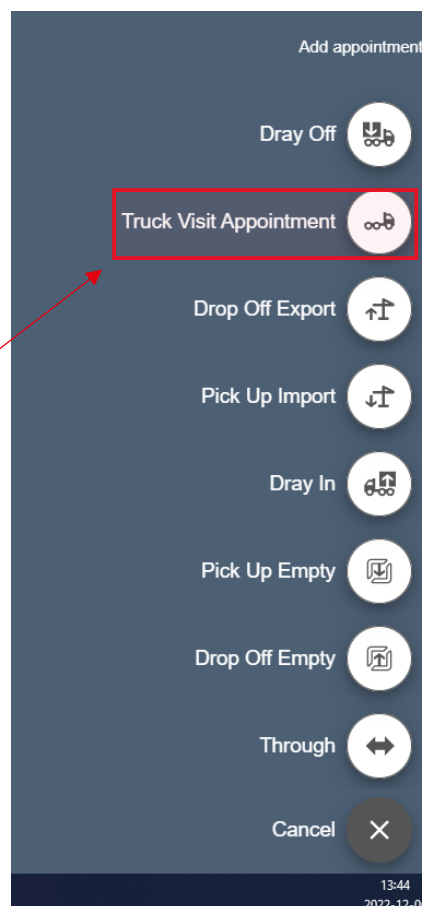 Add appointment
Dray Off
Truck Visit Appointment
Drop Off Export
Pick Up Import
Dray In
Pick Up Empty
Drop Off Empty
Through
Cancel
13:44